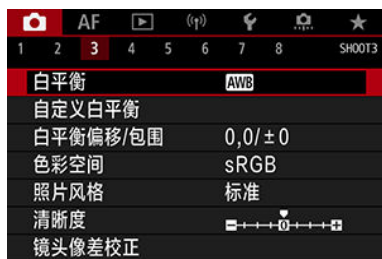 AF
1 2 3 4 5 6 7 8 SHOOT3
白平衡 AWB
自定义白平衡
白平衡偏移/包围 0,0/±0
色彩空间 sRGB
照片风格 标准
清晰度 0
镜头像差校正